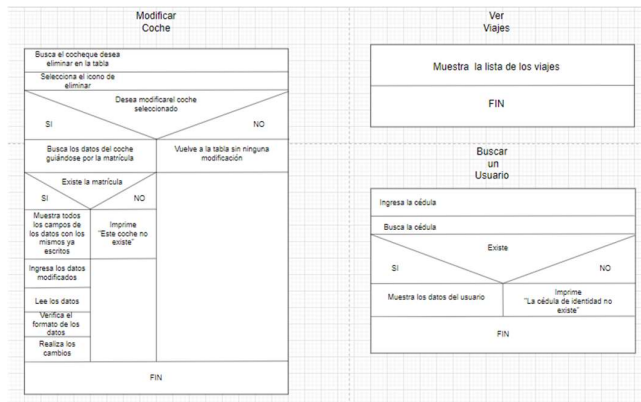 Modificar
Coche
Busca el cocheque desea
eliminar en la tabla
Selecciona el icono de
eliminar
Desea modificarel coche
seleccionado
SI
NO
Busca los datos del coche
guiándose por la matrícula
Vuelve a la tabla sin ninguna
modificación
Existe la matrícula
SI
NO
Muestra todos
los campos de
los datos con los
mismos ya
escritos
Imprime
"Este coche no
existe"
Ingresa los datos
modificados
Lee los datos
Verifica el
formato de los
datos
Realiza los
cambios
FIN
Ver
Viajes
Muestra la lista de los viajes
FIN
Buscar
un
Usuario
Ingresa la cédula
Busca la cédula
Existe
SI
NO
Muestra los datos del usuario
Imprime
"La cédula de identidad no
existe"
FIN